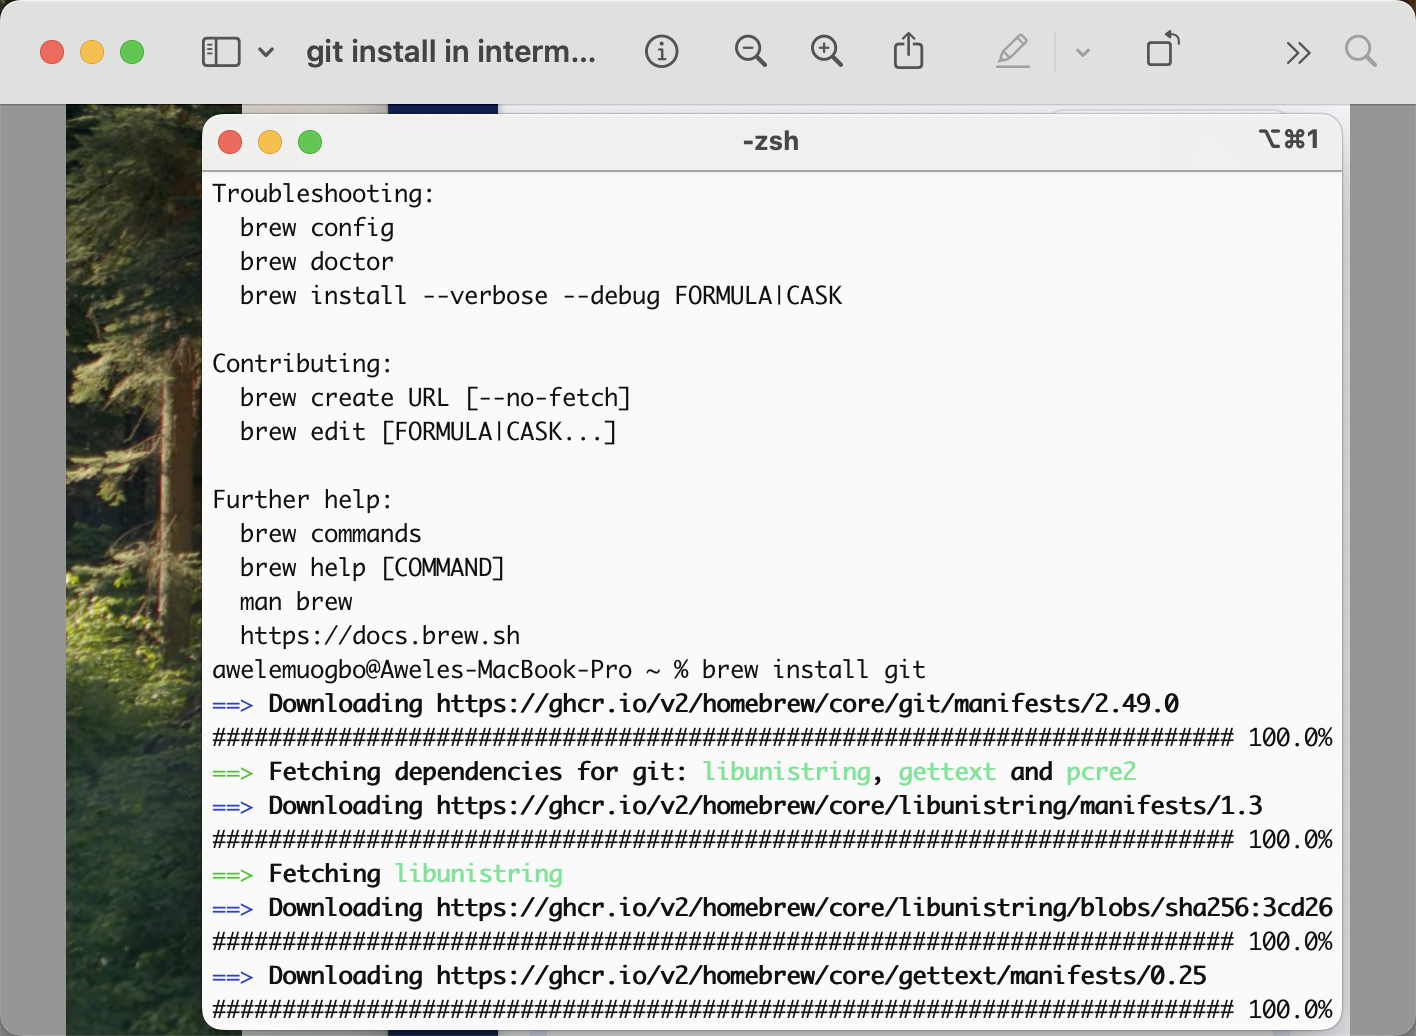 git install in interm...
-zsh
⌥⌘1
Troubleshooting:
brew config
brew doctor
brew install --verbose --debug FORMULA|CASK
Contributing:
brew create URL [--no-fetch]
brew edit [FORMULA|CASK...]
Further help:
brew commands
brew help [COMMAND]
man brew
https://docs.brew.sh
awelemuogbo@Aweles-MacBook-Pro ~ % brew install git
==> Downloading https://ghcr.io/v2/homebrew/core/git/manifests/2.49.0
######################################################################### 100.0%
==> Fetching dependencies for git: libunistring, gettext and pcre2
==> Downloading https://ghcr.io/v2/homebrew/core/libunistring/manifests/1.3
######################################################################### 100.0%
==> Fetching libunistring
==> Downloading https://ghcr.io/v2/homebrew/core/libunistring/blobs/sha256:3cd26
######################################################################### 100.0%
==> Downloading https://ghcr.io/v2/homebrew/core/gettext/manifests/0.25
######################################################################### 100.0%